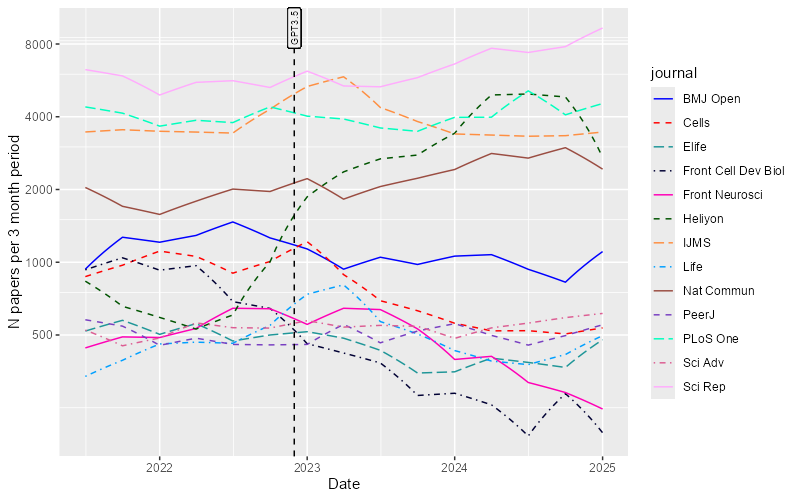 GPT3.5
8000
4000
2000
1000
500
N papers per 3 month period
2022
2023
2024
2025
Date
journal
BMJ Open
Cells
Elife
Front Cell Dev Biol
Front Neurosci
Heliyon
IJMS
Life
Nat Commun
PeerJ
PLoS One
Sci Adv
Sci Rep